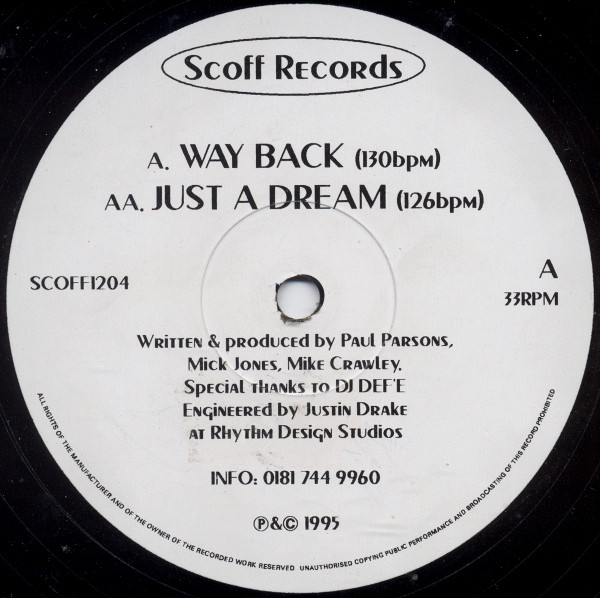 Scoff Records
A. WAY BACK (130bpm)
AA. JUST A DREAM (126bpm)
SCOFF1204
A
33RPM
Written & produced by Paul Parsons,
Mick Jones, Mike Crawley.
Special thanks to DJ DEF'E
Engineered by Justin Drake
at Rhythm Design Studios
INFO: 0181 744 9960
℗&© 1995
ALL RIGHTS OF THE MANUFACTURER AND OF THE OWNER OF THE RECORDED WORK RESERVED UNAUTHORISED COPYING PUBLIC PERFORMANCE AND BROADCASTING OF THIS RECORD PROHIBITED